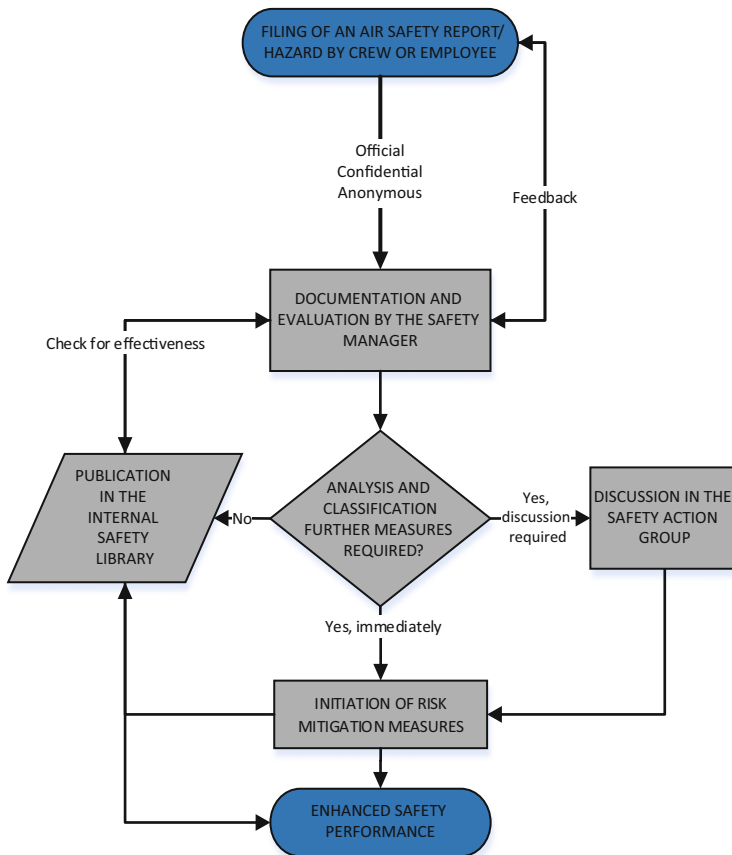 FILING OF AN AIR SAFETY REPORT/
HAZARD BY CREW OR EMPLOYEE
Official
Confidential
Anonymous
Feedback
DOCUMENTATION AND
EVALUATION BY THE SAFETY
MANAGER
Check for effectiveness
PUBLICATION
IN THE
INTERNAL
SAFETY
LIBRARY
No
ANALYSIS AND
CLASSIFICATION
FURTHER MEASURES
REQUIRED?
Yes,
discussion
required
DISCUSSION IN THE
SAFETY ACTION
GROUP
Yes, immediately
INITIATION OF RISK
MITIGATION MEASURES
ENHANCED SAFETY
PERFORMANCE